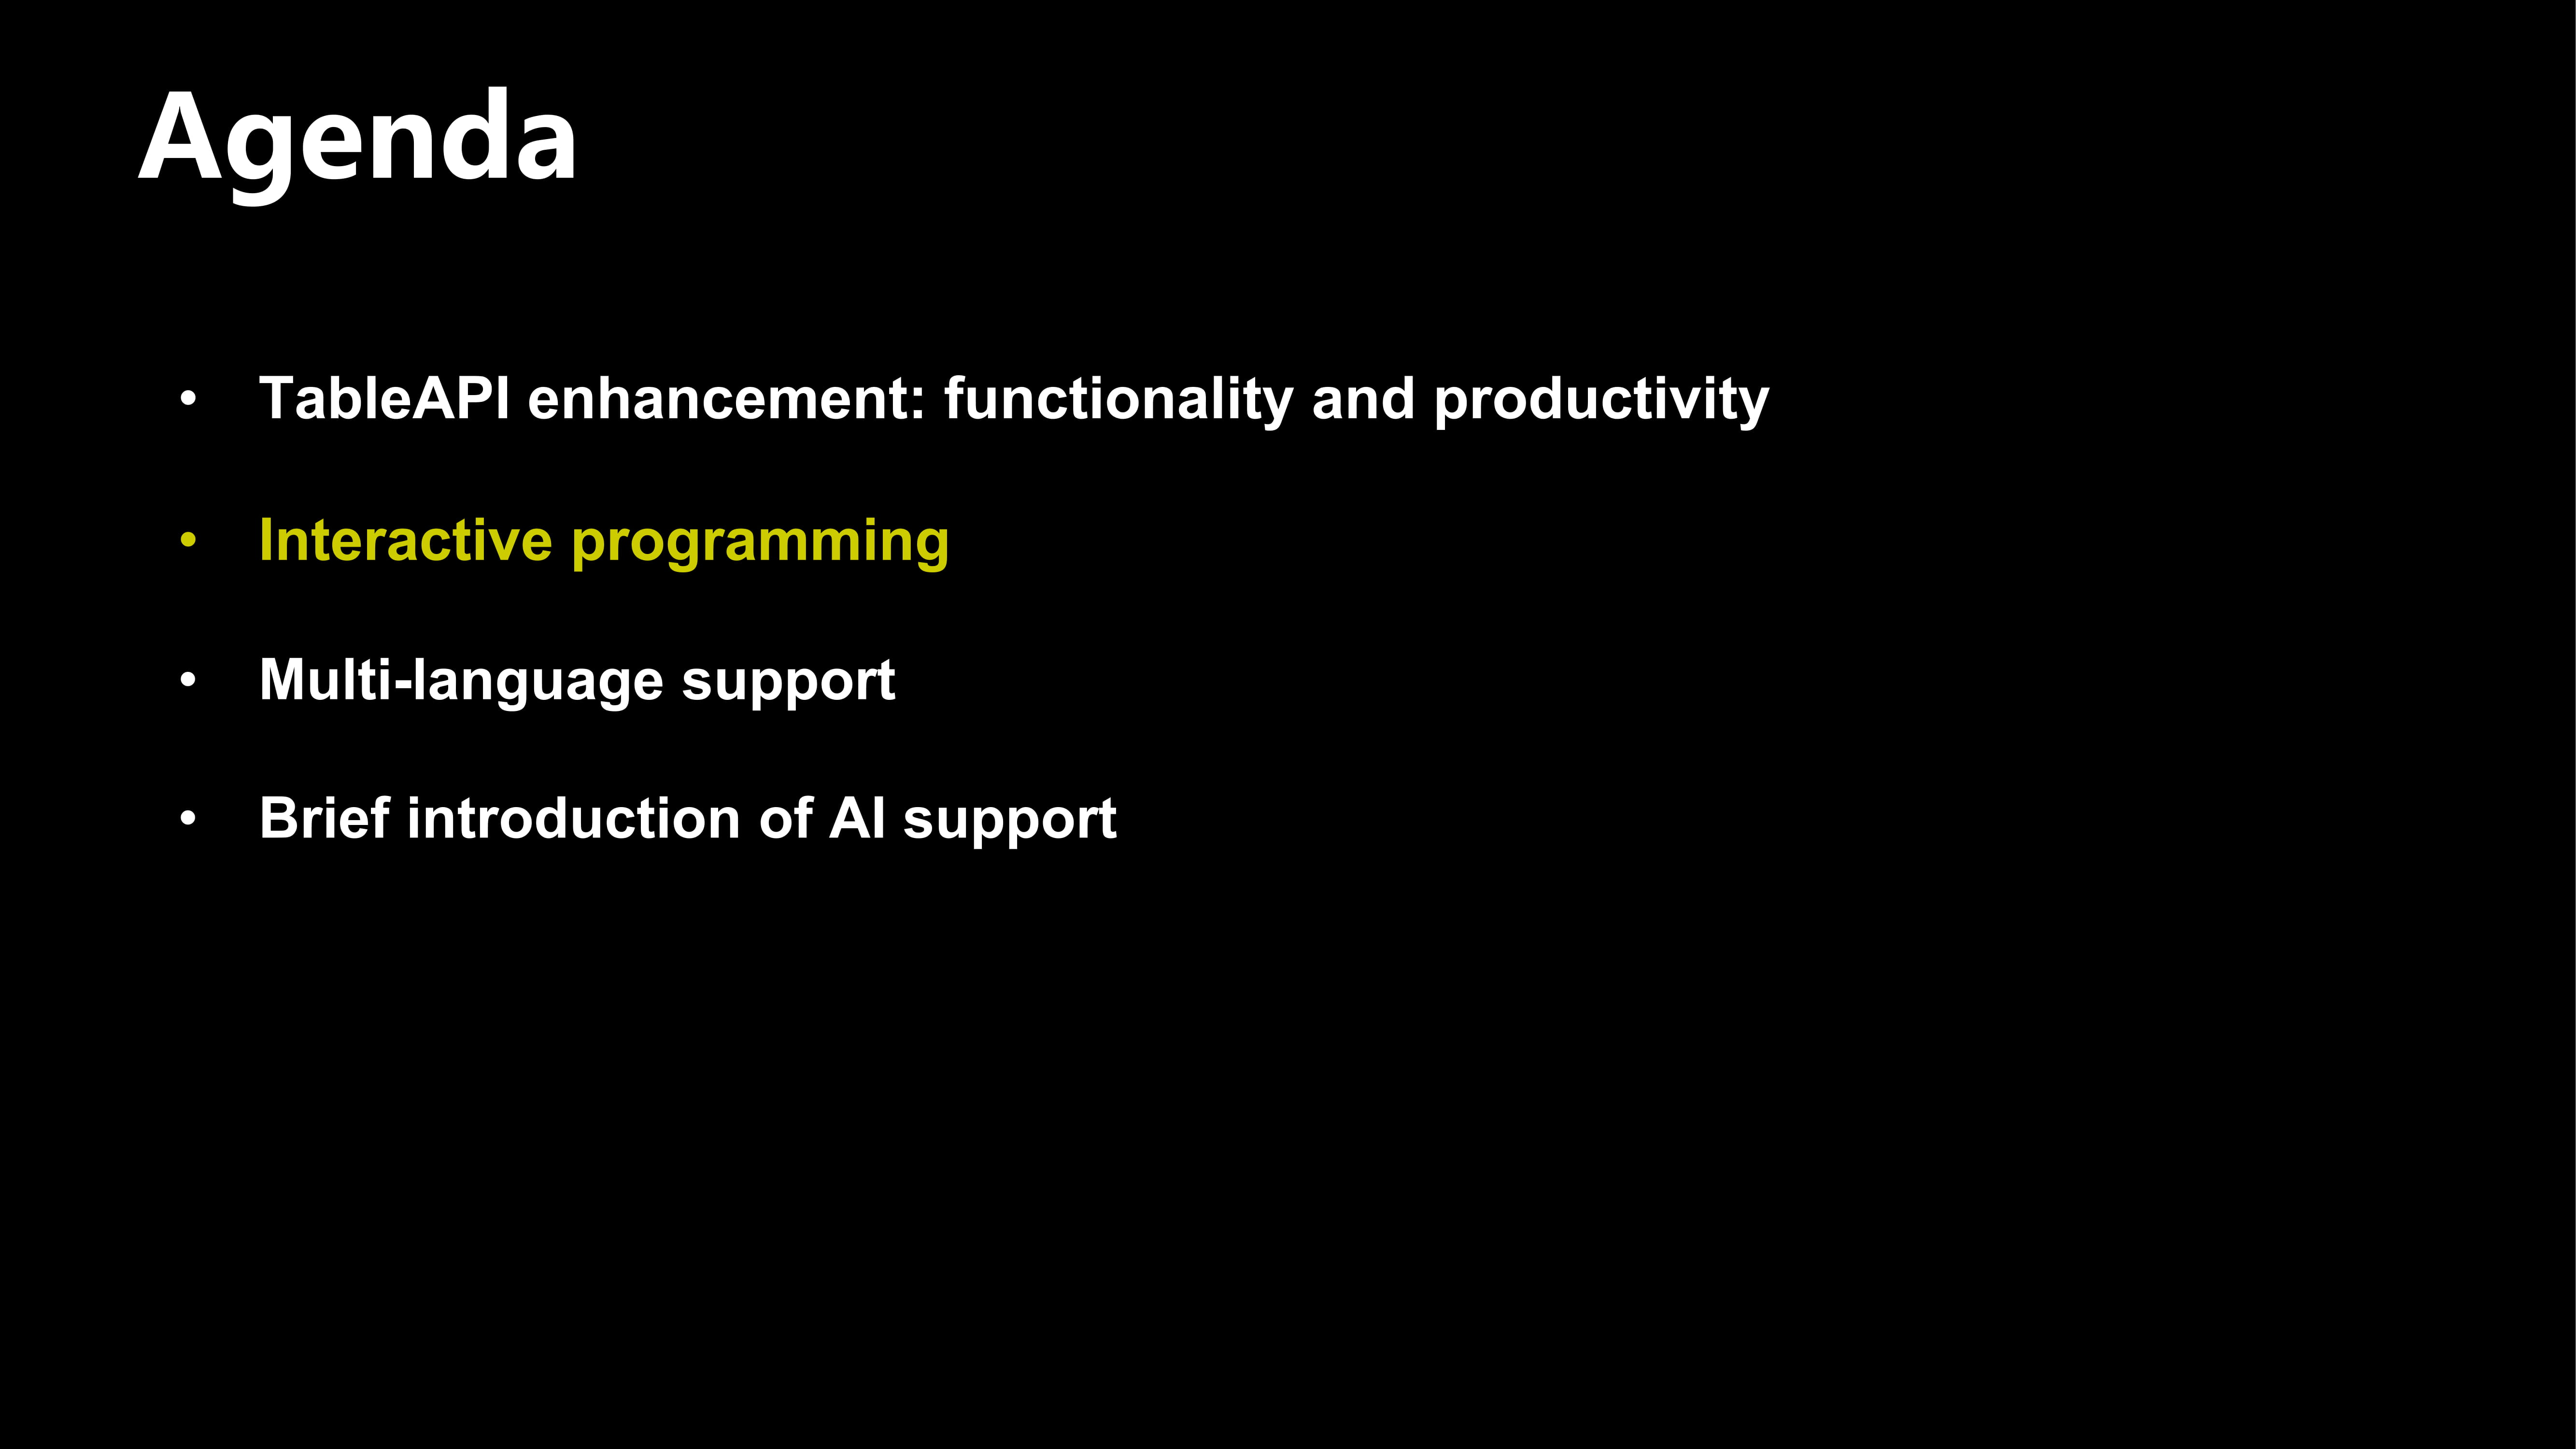 Agenda
• TableAPI enhancement: functionality and productivity
• Interactive programming
• Multi-language support
• Brief introduction of AI support